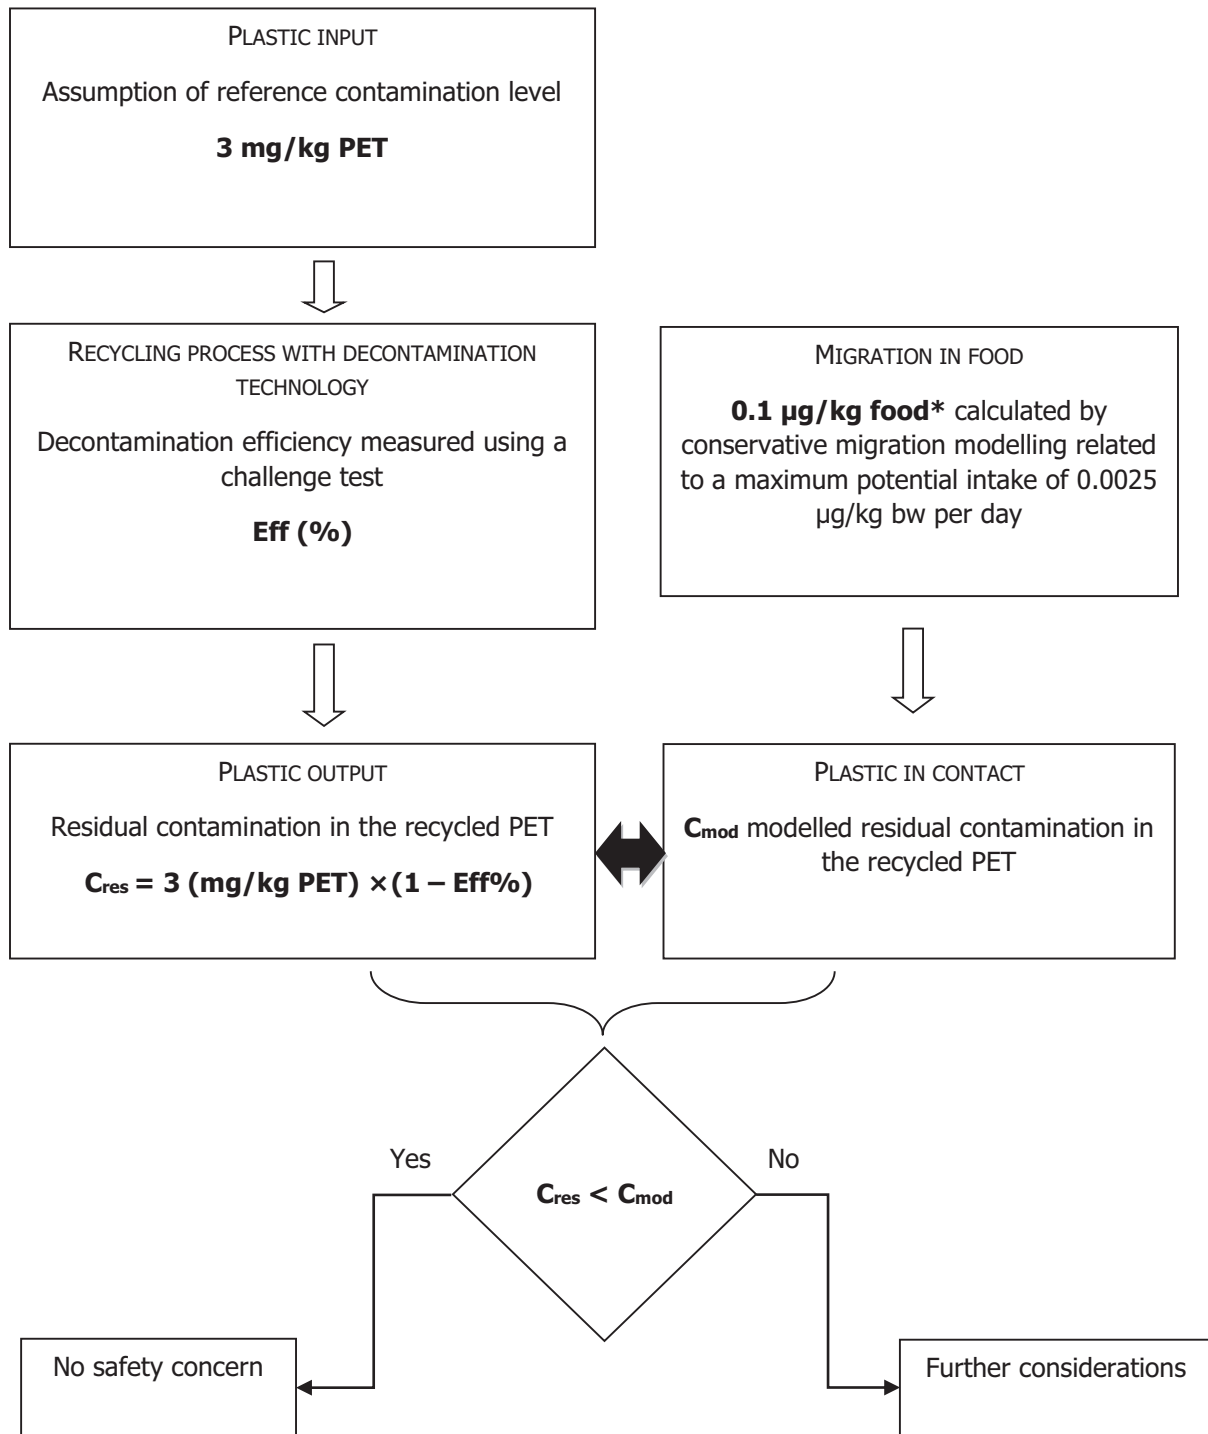 PLASTIC INPUT
Assumption of reference contamination level
3 mg/kg PET
RECYCLING PROCESS WITH DECONTAMINATION
TECHNOLOGY
Decontamination efficiency measured using a
challenge test
Eff (%)
MIGRATION IN FOOD
0.1 µg/kg food* calculated by
conservative migration modelling related
to a maximum potential intake of 0.0025
µg/kg bw per day
PLASTIC OUTPUT
Residual contamination in the recycled PET
Cres = 3 (mg/kg PET) ×(1 – Eff%)
PLASTIC IN CONTACT
Cmod modelled residual contamination in
the recycled PET
Yes
No
Cres < Cmod
No safety concern
Further considerations